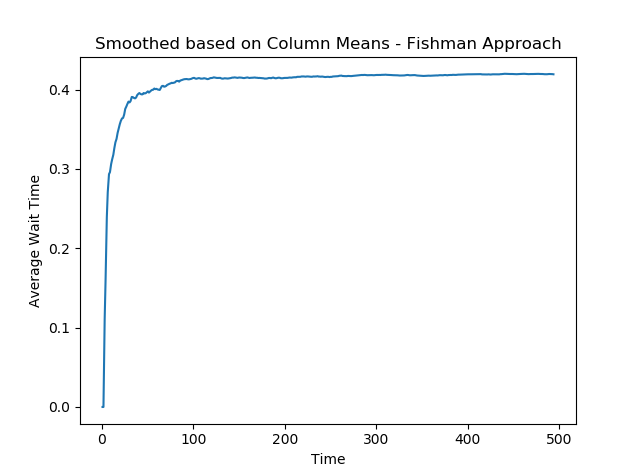 Smoothed based on Column Means - Fishman Approach
Average Wait Time
0.4
0.3
0.2
0.1
0.0
0 100 200 300 400 500
Time